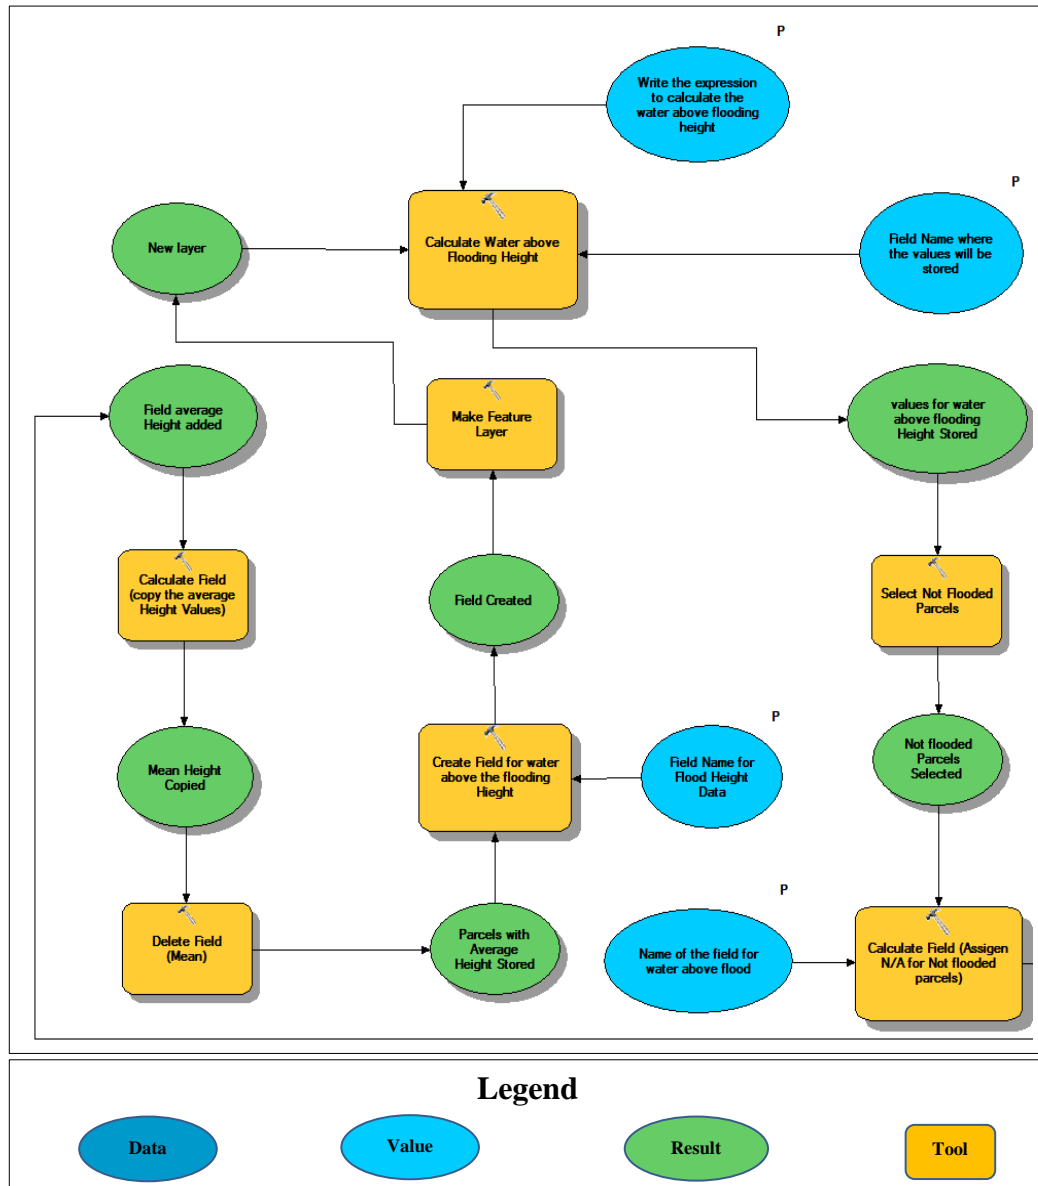 P
Write the expression
to calculate the
water above flooding
height
P
New layer
Calculate Water above
Flooding Height
Field Name where
the values will be
stored
Field average
Height added
Make Feature
Layer
values for water
above flooding
Height Stored
Calculate Field
(copy the average
Height Values)
Field Created
Select Not Flooded
Parcels
P
Mean Height
Copied
Create Field for water
above the flooding
Hieght
Field Name for
Flood Height
Data
Not flooded
Parcels
Selected
P
Delete Field
(Mean)
Parcels with
Average
Height Stored
Name of the field for
water above flood
Calculate Field (Assigen
N/A for Not flooded
parcels)
Legend
Data
Value
Result
Tool